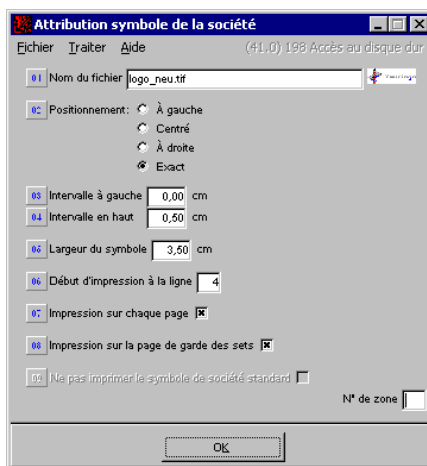 Attribution symbole de la société
Fichier Traiter Aide (41.0) 198 Accès au disque dur
01 Nom du fichier logo_neu.tif
02 Positionnement: À gauche
Centré
À droite
Exact
03 Intervalle à gauche 0,00 cm
04 Intervalle en haut 0,50 cm
05 Largeur du symbole 3,50 cm
06 Début d'impression à la ligne 4
07 Impression sur chaque page
08 Impression sur la page de garde des sets
09 Ne pas imprimer le symbole de société standard
N° de zone
OK